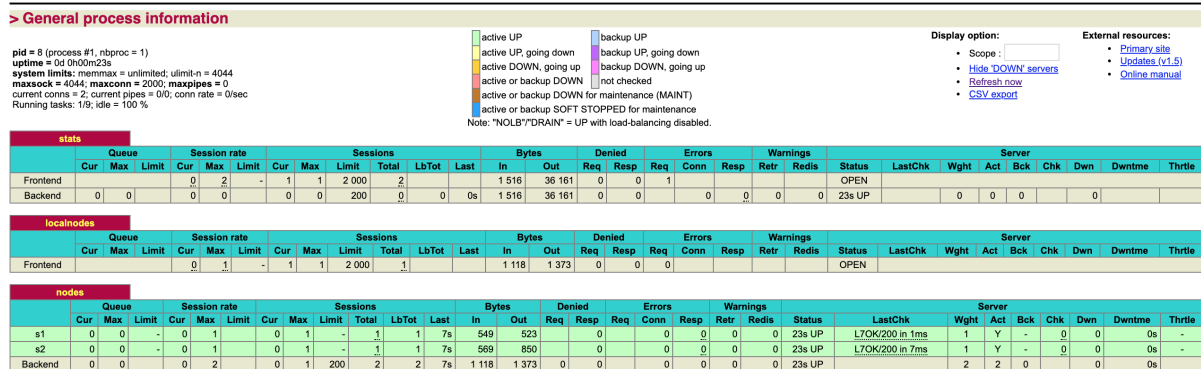 > General process information
pid = 8 (process #1, nbproc = 1)
uptime = 0d 0h00m23s
system limits: memmax = unlimited; ulimit-n = 4044
maxsock = 4044; maxconn = 2000; maxpipes = 0
current conns = 2; current pipes = 0/0; conn rate = 0/sec
Running tasks: 1/9; idle = 100 %
active UP backup UP
active UP, going down backup UP, going down
active DOWN, going up backup DOWN, going up
active or backup DOWN not checked
active or backup DOWN for maintenance (MAINT)
active or backup SOFT STOPPED for maintenance
Note: "NOLB"/"DRAIN" = UP with load-balancing disabled.
Display option:
• Scope :
• Hide 'DOWN' servers
• Refresh now
• CSV export
External resources:
• Primary site
• Updates (v1.5)
• Online manual
stats
Queue Session rate Sessions Bytes Denied Errors Warnings Server
Cur Max Limit Cur Max Limit Cur Max Limit Total LbTot Last In Out Req Resp Req Conn Resp Retr Redis Status LastChk Wght Act Bck Chk Dwn Dwntme Thrtle
Frontend 0 2 - 1 1 2 000 2 1 516 36 161 0 0 1 OPEN
Backend 0 0 0 0 0 0 200 0 0 0s 1 516 36 161 0 0 0 0 0 0 23s UP 0 0 0 0
localnodes
Queue Session rate Sessions Bytes Denied Errors Warnings Server
Cur Max Limit Cur Max Limit Cur Max Limit Total LbTot Last In Out Req Resp Req Conn Resp Retr Redis Status LastChk Wght Act Bck Chk Dwn Dwntme Thrtle
Frontend 0 1 - 1 1 2 000 1 1 118 1 373 0 0 0 OPEN
nodes
Queue Session rate Sessions Bytes Denied Errors Warnings Server
Cur Max Limit Cur Max Limit Cur Max Limit Total LbTot Last In Out Req Resp Req Conn Resp Retr Redis Status LastChk Wght Act Bck Chk Dwn Dwntme Thrtle
s1 0 0 - 0 1 0 1 - 1 1 7s 549 523 0 0 0 0 0 23s UP L7OK/200 in 1ms 1 Y - 0 0 0s -
s2 0 0 - 0 1 0 1 - 1 1 7s 569 850 0 0 0 0 0 23s UP L7OK/200 in 7ms 1 Y - 0 0 0s -
Backend 0 0 0 2 0 1 200 2 2 7s 1 118 1 373 0 0 0 0 0 0 23s UP 2 2 0 0 0s